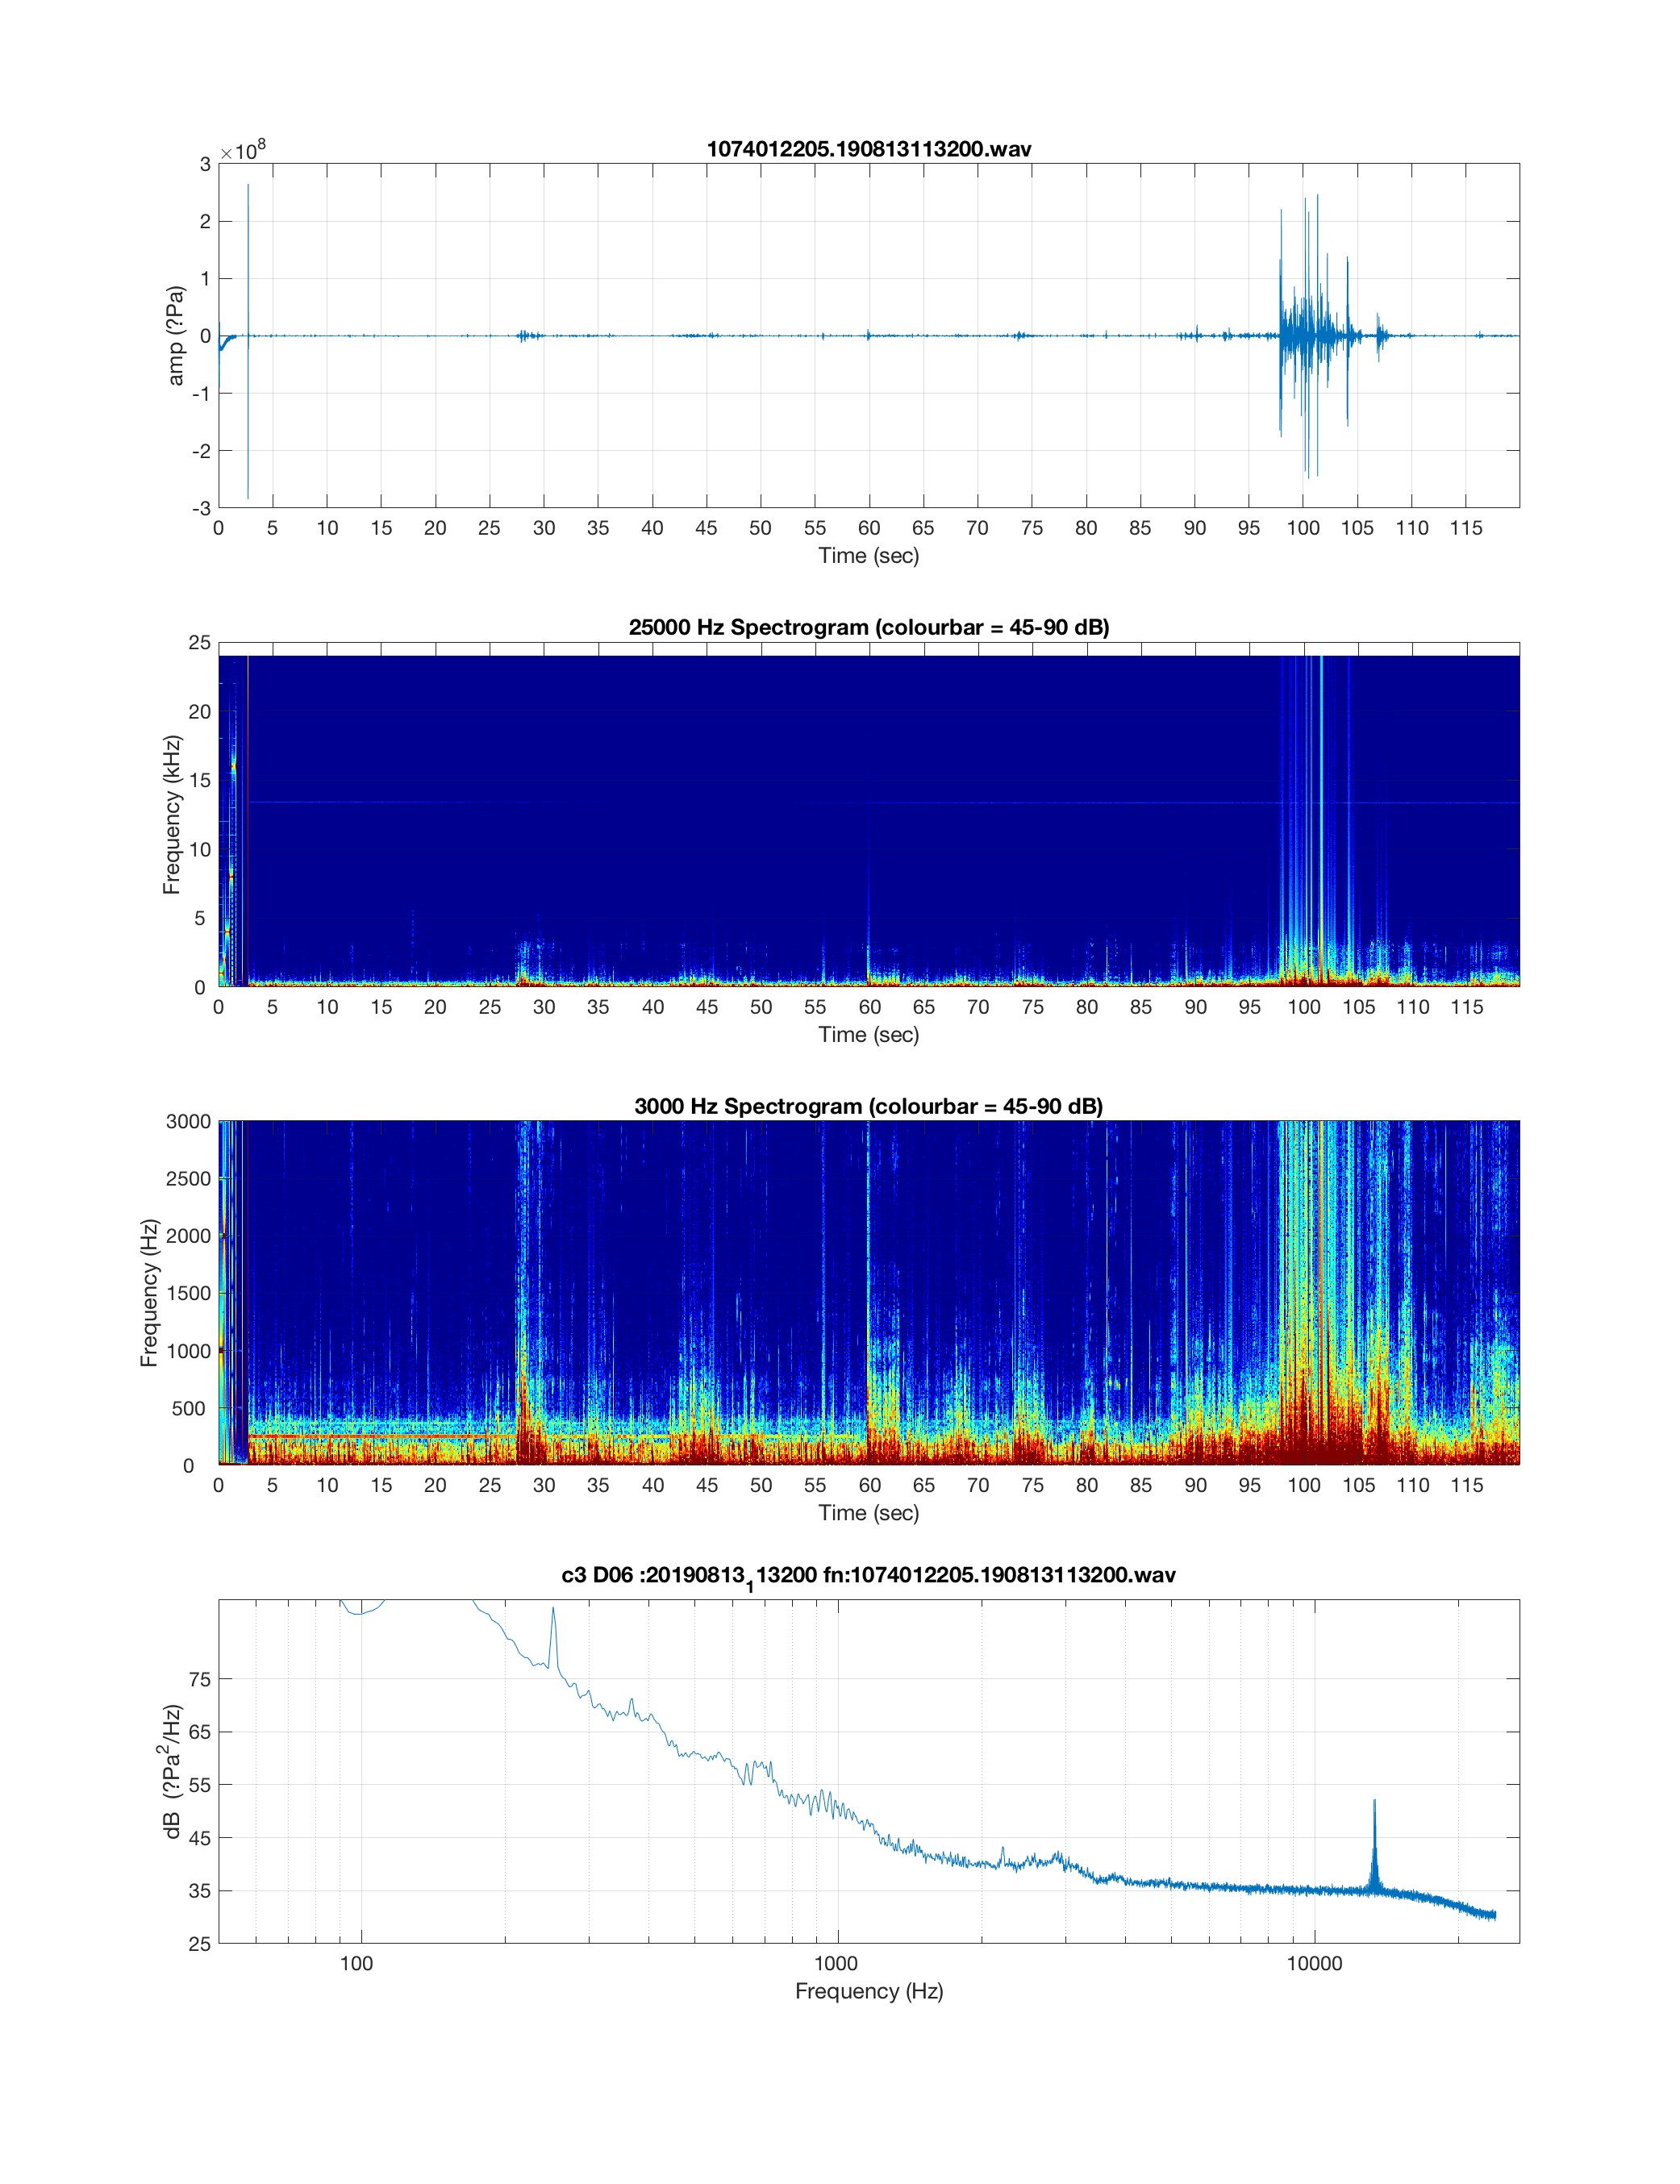 1074012205.190813113200.wav
×10⁸
3
2
1
0
-1
-2
-3
amp (?Pa)
0 5 10 15 20 25 30 35 40 45 50 55 60 65 70 75 80 85 90 95 100 105 110 115
Time (sec)
25000 Hz Spectrogram (colourbar = 45-90 dB)
25
20
15
10
5
0
Frequency (kHz)
0 5 10 15 20 25 30 35 40 45 50 55 60 65 70 75 80 85 90 95 100 105 110 115
Time (sec)
3000 Hz Spectrogram (colourbar = 45-90 dB)
3000
2500
2000
1500
1000
500
0
Frequency (Hz)
0 5 10 15 20 25 30 35 40 45 50 55 60 65 70 75 80 85 90 95 100 105 110 115
Time (sec)
c3 D06 :20190813₁13200 fn:1074012205.190813113200.wav
75
65
55
45
35
25
dB (?Pa²/Hz)
100 1000 10000
Frequency (Hz)